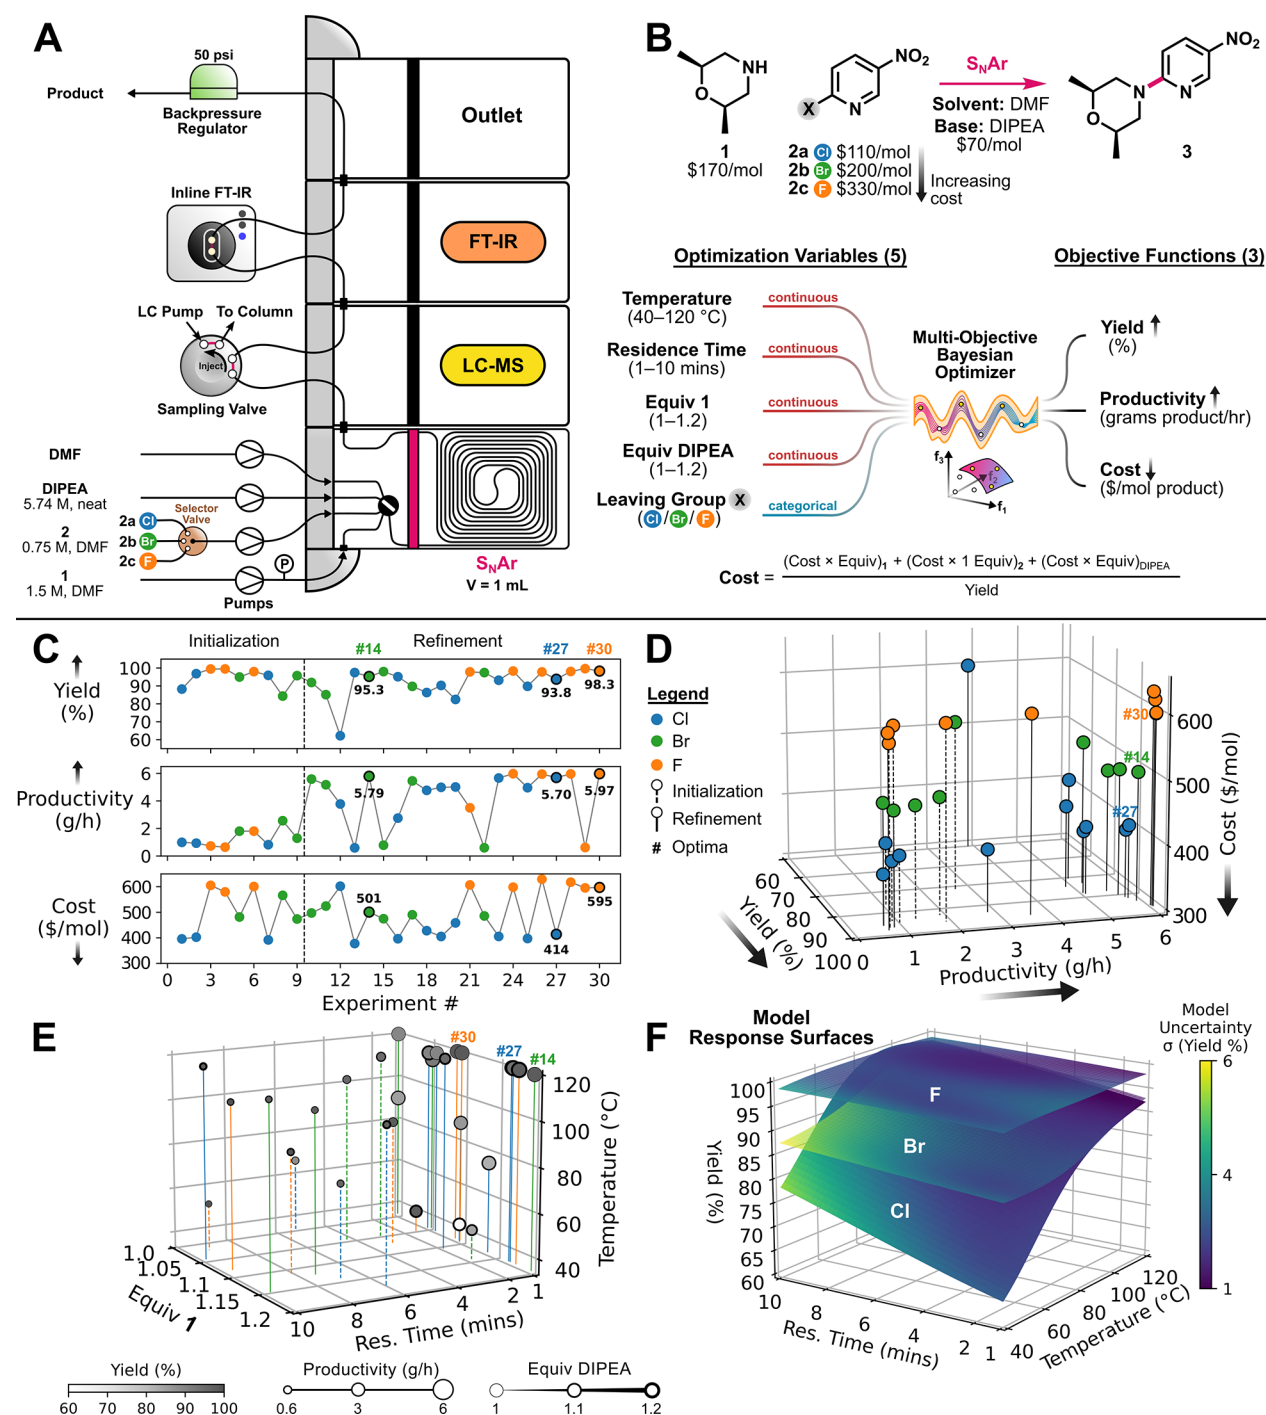 A
50 psi
Product
Backpressure
Regulator
Outlet
Inline FT-IR
FT-IR
LC Pump
To Column
Inject
LC-MS
Sampling Valve
DMF
DIPEA
5.74 M, neat
Selector
Valve
2a Cl
2
2b Br
0.75 M, DMF
2c F
1
1.5 M, DMF
P
Pumps
SNAr
V = 1 mL
B
NH
O
1
$170/mol
NO2
X
N
2a Cl $110/mol
2b Br $200/mol
2c F $330/mol
Increasing
cost
SNAr
Solvent: DMF
Base: DIPEA
$70/mol
NO2
N
N
O
3
Optimization Variables (5)
Objective Functions (3)
Temperature
(40–120 °C)
continuous
Residence Time
(1–10 mins)
continuous
Equiv 1
(1–1.2)
continuous
Equiv DIPEA
(1–1.2)
continuous
Leaving Group X
(Cl/Br/F)
categorical
Multi-Objective
Bayesian
Optimizer
f3
f2
f1
Yield
(%)
Productivity
(grams product/hr)
Cost
($/mol product)
Cost =
(Cost × Equiv)1 + (Cost × 1 Equiv)2 + (Cost × Equiv)DIPEA
Yield
C
Initialization
Refinement
#14
#27
#30
Yield
(%)
100
90
80
70
60
95.3
93.8
98.3
Productivity
(g/h)
6
4
2
0
5.79
5.70
5.97
Cost
($/mol)
600
500
400
300
501
414
595
0 3 6 9 12 15 18 21 24 27 30
Experiment #
D
Legend
Cl
Br
F
Initialization
Refinement
# Optima
#30
#14
#27
600
500
400
300
Cost ($/mol)
60
70
80
90
100
Yield (%)
0 1 2 3 4 5 6
Productivity (g/h)
E
#30
#27
#14
120
100
80
60
40
Temperature (°C)
1.0
1.05
1.1
1.15
1.2
Equiv 1
10 8 6 4 2 1
Res. Time (mins)
Yield (%)
60 70 80 90 100
Productivity (g/h)
0.6 3 6
Equiv DIPEA
1 1.1 1.2
F
Model
Response Surfaces
Model
Uncertainty
σ (Yield %)
6
4
1
F
Br
Cl
100
95
90
85
80
75
70
65
60
Yield (%)
10 8 6 4 2 1
Res. Time (mins)
40 60 80 100 120
Temperature (°C)